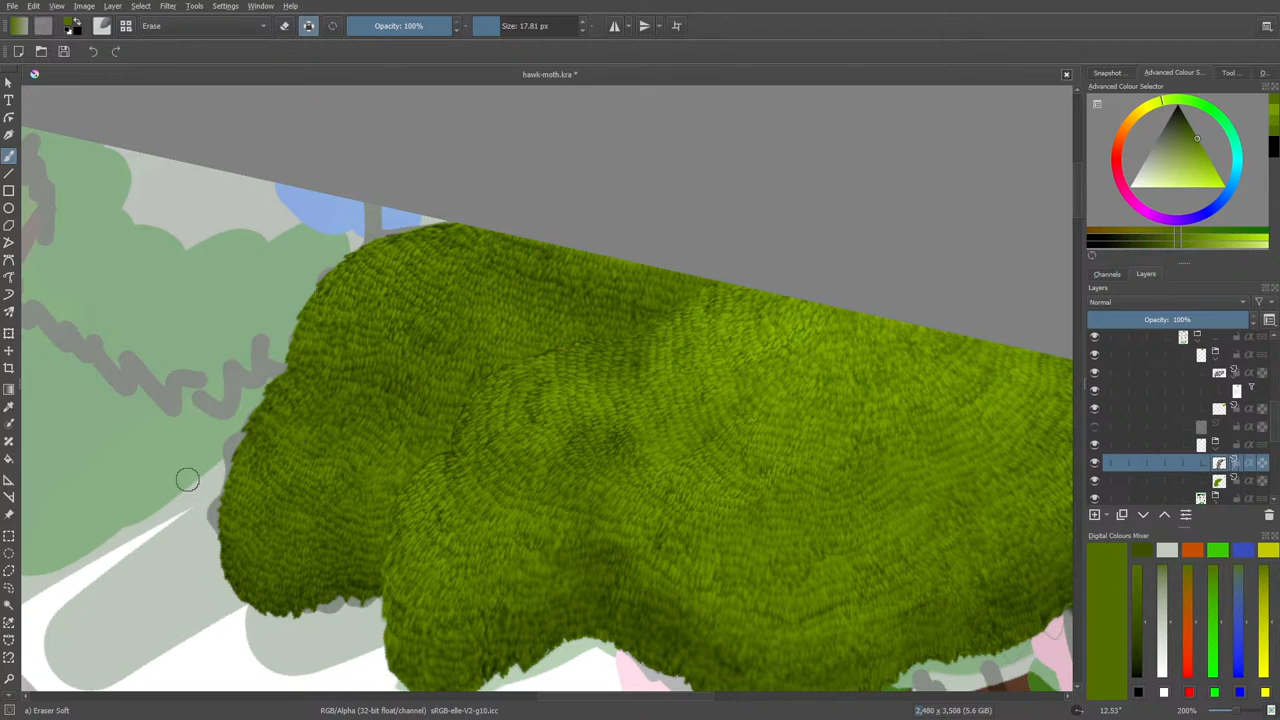 File Edit View Image Layer Select Filter Tools Settings Window Help
Erase Opacity: 100% Size: 17.81 px
hawk-moth.kra *
Snapshot ... Advanced Colour S... Tool ... O...
Advanced Colour Selector
Channels Layers
Layers
Normal
Opacity: 100%
Digital Colours Mixer
a) Eraser Soft RGB/Alpha (32-bit float/channel) sRGB-elle-V2-g10.icc 2,480 x 3,508 (5.6 GiB) 12.53° 200%